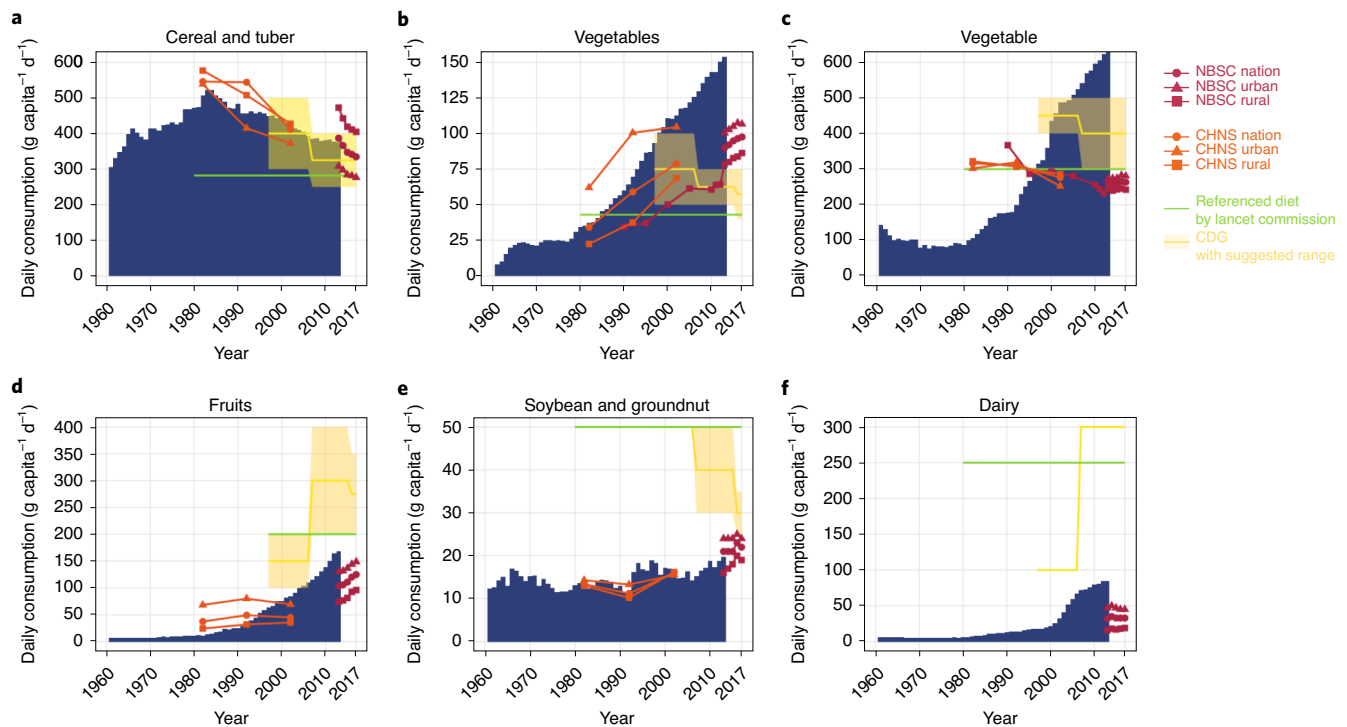 a
Cereal and tuber
Daily consumption (g capita⁻¹ d⁻¹)
600
500
400
300
200
100
0
1960
1970
1980
1990
2000
2010
2017
Year
b
Vegetables
Daily consumption (g capita⁻¹ d⁻¹)
150
125
100
75
50
25
0
1960
1970
1980
1990
2000
2010
2017
Year
c
Vegetable
Daily consumption (g capita⁻¹ d⁻¹)
600
500
400
300
200
100
0
1960
1970
1980
1990
2000
2010
2017
Year
NBSC nation
NBSC urban
NBSC rural
CHNS nation
CHNS urban
CHNS rural
Referenced diet
by lancet commission
CDG
with suggested range
d
Fruits
Daily consumption (g capita⁻¹ d⁻¹)
400
350
300
250
200
150
100
50
0
1960
1970
1980
1990
2000
2010
2017
Year
e
Soybean and groundnut
Daily consumption (g capita⁻¹ d⁻¹)
50
40
30
20
10
0
1960
1970
1980
1990
2000
2010
2017
Year
f
Dairy
Daily consumption (g capita⁻¹ d⁻¹)
300
250
200
150
100
50
0
1960
1970
1980
1990
2000
2010
2017
Year